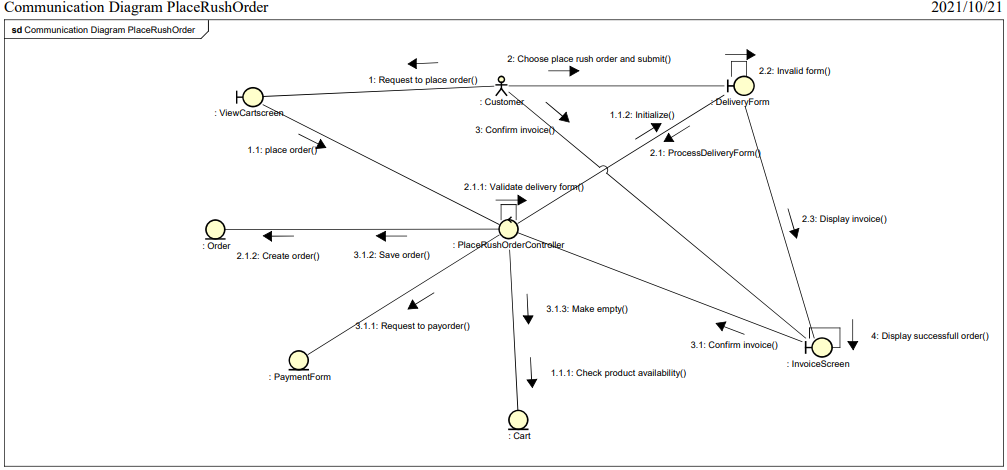 Communication Diagram PlaceRushOrder
2021/10/21
sd Communication Diagram PlaceRushOrder
2: Choose place rush order and submit()
2.2: Invalid form()
1: Request to place order()
: ViewCartscreen
: Customer
: DeliveryForm
1.1.2: Initialize()
3: Confirm invoice()
1.1: place order()
2.1: ProcessDeliveryForm()
2.1.1: Validate delivery form()
2.3: Display invoice()
: Order
: PlaceRushOrderController
2.1.2: Create order()
3.1.2: Save order()
3.1.3: Make empty()
3.1.1: Request to payorder()
3.1: Confirm invoice()
4: Display successfull order()
: InvoiceScreen
: PaymentForm
1.1.1: Check product availability()
: Cart